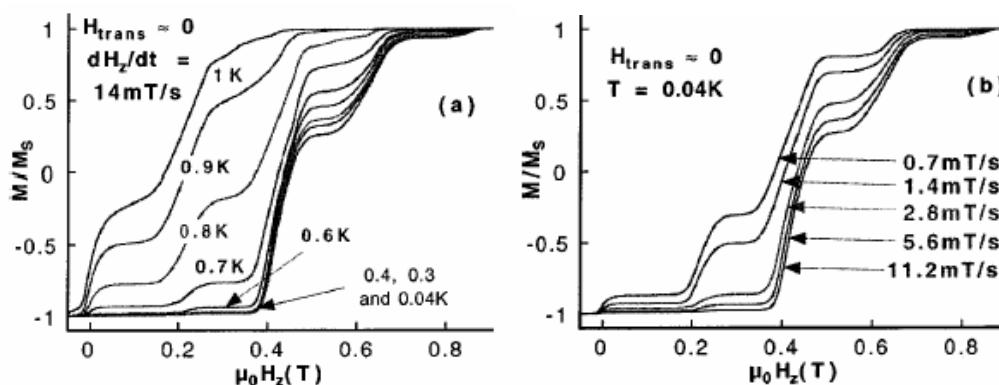 H_trans ≈ 0
dH_z/dt =
14mT/s
(a)
1 K
0.9K
0.8K
0.7K
0.6K
0.4, 0.3
and 0.04K
M/M_S
1
0.5
0
-0.5
-1
0 0.2 0.4 0.6 0.8
μ₀H_z(T)
H_trans ≈ 0
T = 0.04K
(b)
0.7mT/s
1.4mT/s
2.8mT/s
5.6mT/s
11.2mT/s
M/M_S
1
0.5
0
-0.5
-1
0 0.2 0.4 0.6 0.8
μ₀H_z(T)